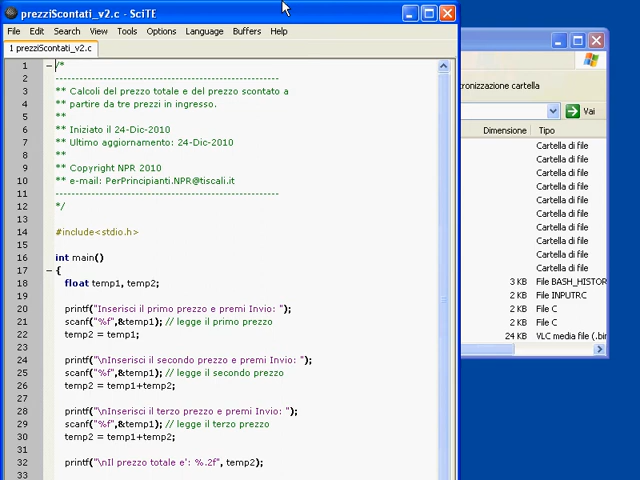 prezziScontati_v2.c - SciTE
File Edit Search View Tools Options Language Buffers Help
1 prezziScontati_v2.c
1 /*
2 --------------------------------------------------------
3 ** Calcoli del prezzo totale e del prezzo scontato a
4 ** partire da tre prezzi in ingresso.
5 **
6 ** Iniziato il 24-Dic-2010
7 ** Ultimo aggiornamento: 24-Dic-2010
8 **
9 ** Copyright NPR 2010
10 ** e-mail: PerPrincipianti.NPR@tiscali.it
11 --------------------------------------------------------
12 */
13
14 #include<stdio.h>
15
16 int main()
17 {
18 float temp1, temp2;
19
20 printf("Inserisci il primo prezzo e premi Invio: ");
21 scanf("%f",&temp1); // legge il primo prezzo
22 temp2 = temp1;
23
24 printf("\nInserisci il secondo prezzo e premi Invio: ");
25 scanf("%f",&temp1); // legge il secondo prezzo
26 temp2 = temp1+temp2;
27
28 printf("\nInserisci il terzo prezzo e premi Invio: ");
29 scanf("%f",&temp1); // legge il terzo prezzo
30 temp2 = temp1+temp2;
31
32 printf("\nIl prezzo totale e': %.2f", temp2);
33
cronizzazione cartella
Vai
Dimensione Tipo
Cartella di file
Cartella di file
Cartella di file
Cartella di file
Cartella di file
Cartella di file
Cartella di file
Cartella di file
Cartella di file
Cartella di file
3 KB File BASH_HISTOR
2 KB File INPUTRC
2 KB File C
2 KB File C
24 KB VLC media file (.bin